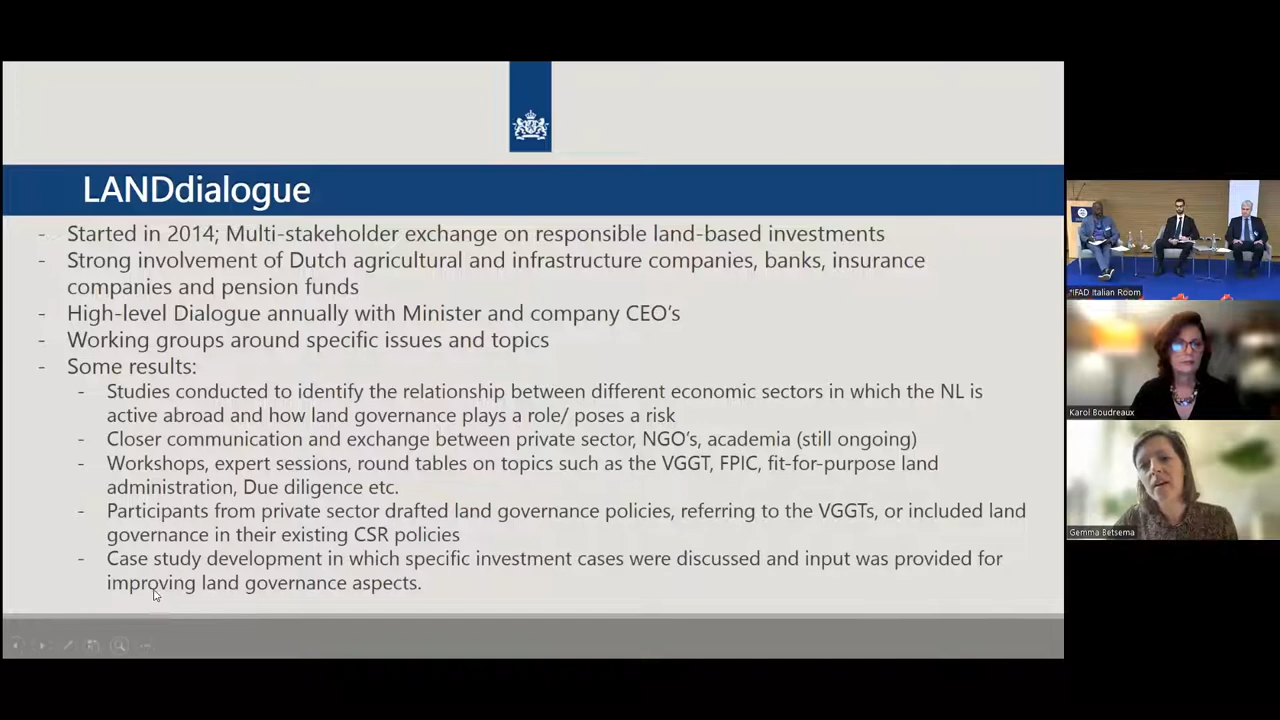 LANDdialogue
- Started in 2014; Multi-stakeholder exchange on responsible land-based investments
- Strong involvement of Dutch agricultural and infrastructure companies, banks, insurance
companies and pension funds
- High-level Dialogue annually with Minister and company CEO's
- Working groups around specific issues and topics
- Some results:
- Studies conducted to identify the relationship between different economic sectors in which the NL is
active abroad and how land governance plays a role/ poses a risk
- Closer communication and exchange between private sector, NGO's, academia (still ongoing)
- Workshops, expert sessions, round tables on topics such as the VGGT, FPIC, fit-for-purpose land
administration, Due diligence etc.
- Participants from private sector drafted land governance policies, referring to the VGGTs, or included land
governance in their existing CSR policies
- Case study development in which specific investment cases were discussed and input was provided for
improving land governance aspects.
*IFAD Italian Room
Karol Boudreaux
Gemma Betsema